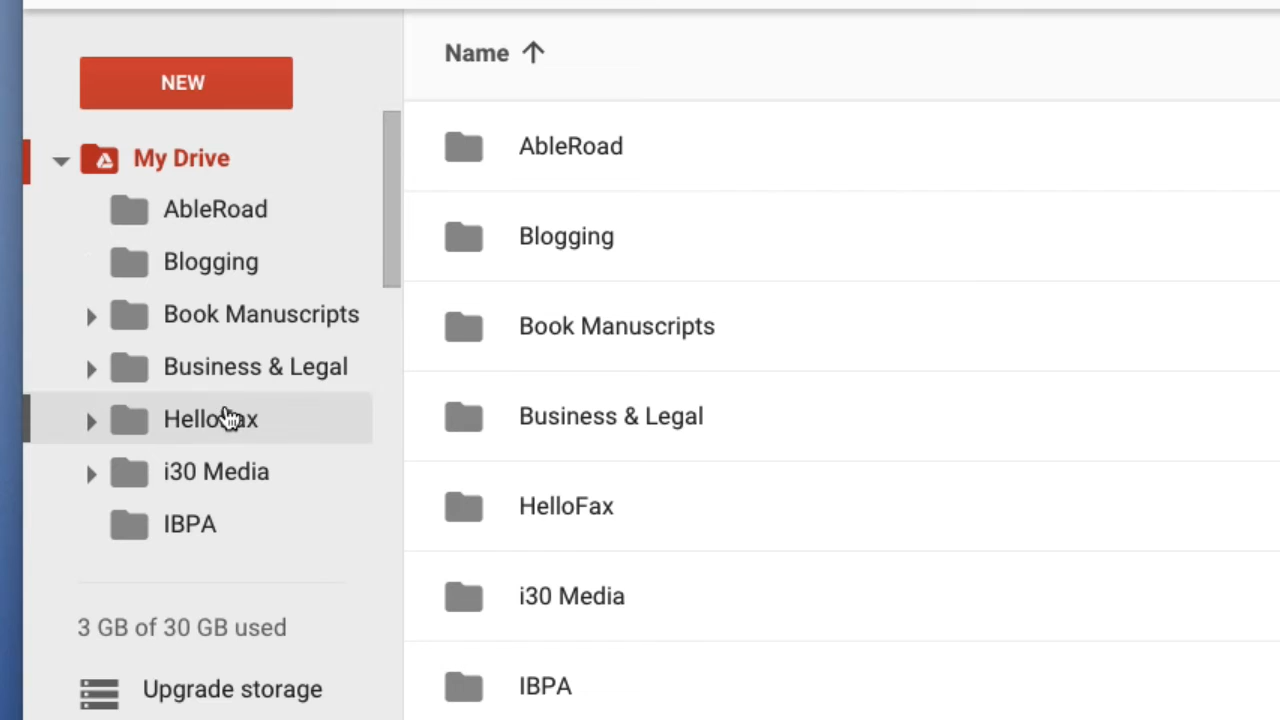 NEW
My Drive
AbleRoad
Blogging
Book Manuscripts
Business & Legal
HelloFax
i30 Media
IBPA
3 GB of 30 GB used
Upgrade storage
Name
AbleRoad
Blogging
Book Manuscripts
Business & Legal
HelloFax
i30 Media
IBPA